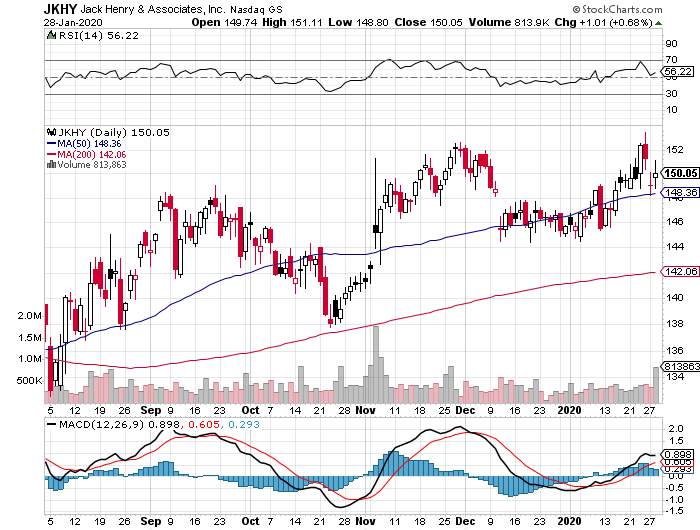 JKHY Jack Henry & Associates, Inc. Nasdaq GS © StockCharts.com
28-Jan-2020 Open 149.74 High 151.11 Low 148.80 Close 150.05 Volume 813.9K Chg +1.01 (+0.68%)
RSI(14) 56.22
90
70
56.22
50
30
10
JKHY (Daily) 150.05
MA(50) 148.36
MA(200) 142.06
Volume 813,863
152
150.05
148.36
148
146
144
142.06
140
138
136
134
813863
2.0M
1.5M
1.0M
500K
5 12 19 26 Sep 9 16 23 Oct 7 14 21 28 Nov 11 18 25 Dec 9 16 23 2020 13 21 27
MACD(12,26,9) 0.898, 0.605, 0.293
2.0
1.5
0.898
0.605
0.293
0.0
-0.5
-1.0
-1.5
5 12 19 26 Sep 9 16 23 Oct 7 14 21 28 Nov 11 18 25 Dec 9 16 23 2020 13 21 27